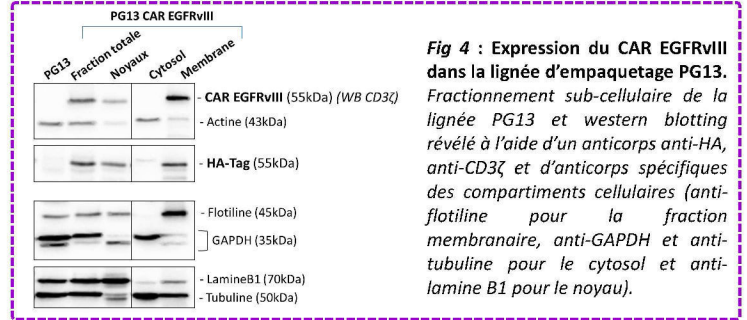 PG13 CAR EGFRvIII
PG13
Fraction totale
Noyaux
Cytosol
Membrane
- CAR EGFRvIII (55kDa) (WB CD3ζ)
- Actine (43kDa)
- HA-Tag (55kDa)
- Flotiline (45kDa)
GAPDH (35kDa)
- LamineB1 (70kDa)
- Tubuline (50kDa)
Fig 4 : Expression du CAR EGFRvIII
dans la lignée d’empaquetage PG13.
Fractionnement sub-cellulaire de la
lignée PG13 et western blotting
révélé à l’aide d’un anticorps anti-HA,
anti-CD3ζ et d’anticorps spécifiques
des compartiments cellulaires (anti-
flotiline pour la fraction
membranaire, anti-GAPDH et anti-
tubuline pour le cytosol et anti-
lamine B1 pour le noyau).